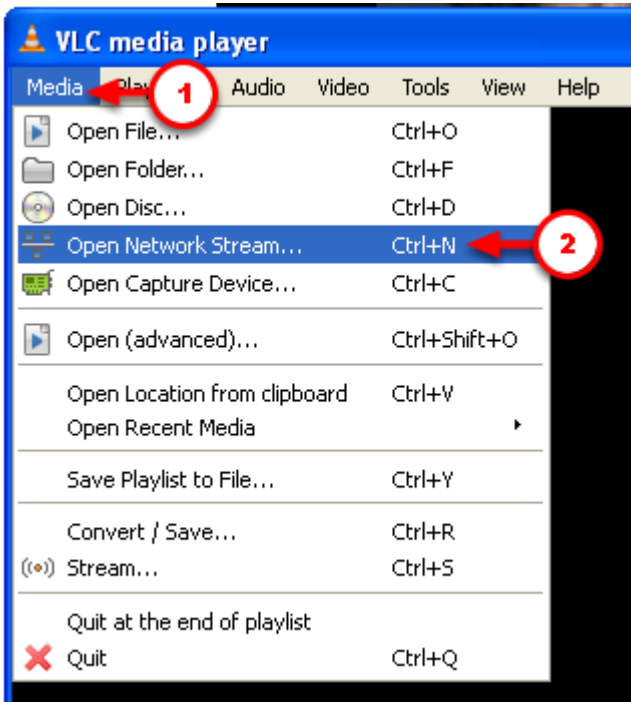 VLC media player
Media Play Audio Video Tools View Help
1
Open File... Ctrl+O
Open Folder... Ctrl+F
Open Disc... Ctrl+D
Open Network Stream... Ctrl+N
2
Open Capture Device... Ctrl+C
Open (advanced)... Ctrl+Shift+O
Open Location from clipboard Ctrl+V
Open Recent Media
Save Playlist to File... Ctrl+Y
Convert / Save... Ctrl+R
Stream... Ctrl+S
Quit at the end of playlist
Quit Ctrl+Q